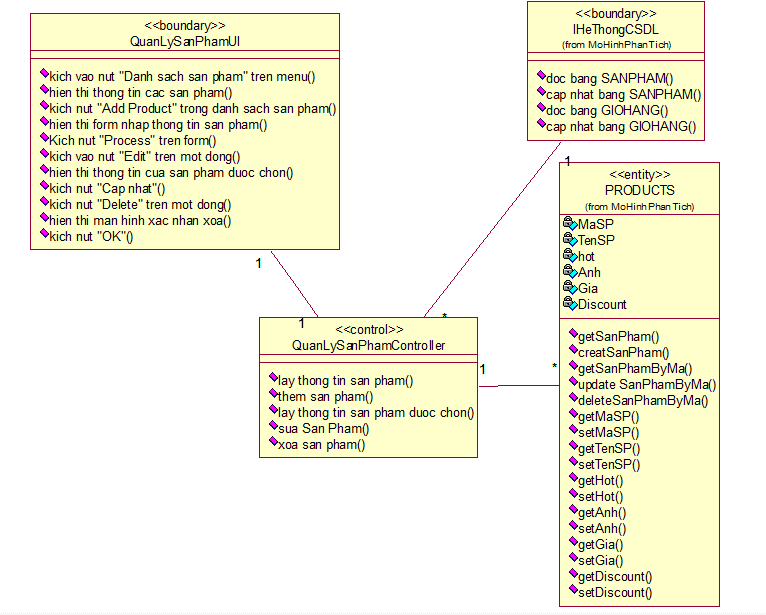 <<boundary>>
QuanLySanPhamUI
kich vao nut "Danh sach san pham" tren menu()
hien thi thong tin cac san pham()
kich nut "Add Product" trong danh sach san pham()
hien thi form nhap thong tin san pham()
Kich nut "Process" tren form()
kich vao nut "Edit" tren mot dong()
hien thi thong tin cua san pham duoc chon()
kich nut "Cap nhat"()
kich nut "Delete" tren mot dong()
hien thi man hinh xac nhan xoa()
kich nut "OK"()
<<boundary>>
IHeThongCSDL
(from MoHinhPhanTich)
doc bang SANPHAM()
cap nhat bang SANPHAM()
doc bang GIOHANG()
cap nhat bang GIOHANG()
1
1
1
*
<<control>>
QuanLySanPhamController
lay thong tin san pham()
them san pham()
lay thong tin san pham duoc chon()
sua San Pham()
xoa san pham()
1
*
<<entity>>
PRODUCTS
(from MoHinhPhanTich)
MaSP
TenSP
hot
Anh
Gia
Discount
getSanPham()
creatSanPham()
getSanPhamByMa()
update SanPhamByMa()
deleteSanPhamByMa()
getMaSP()
setMaSP()
getTenSP()
setTenSP()
getHot()
setHot()
getAnh()
setAnh()
getGia()
setGia()
getDiscount()
setDiscount()